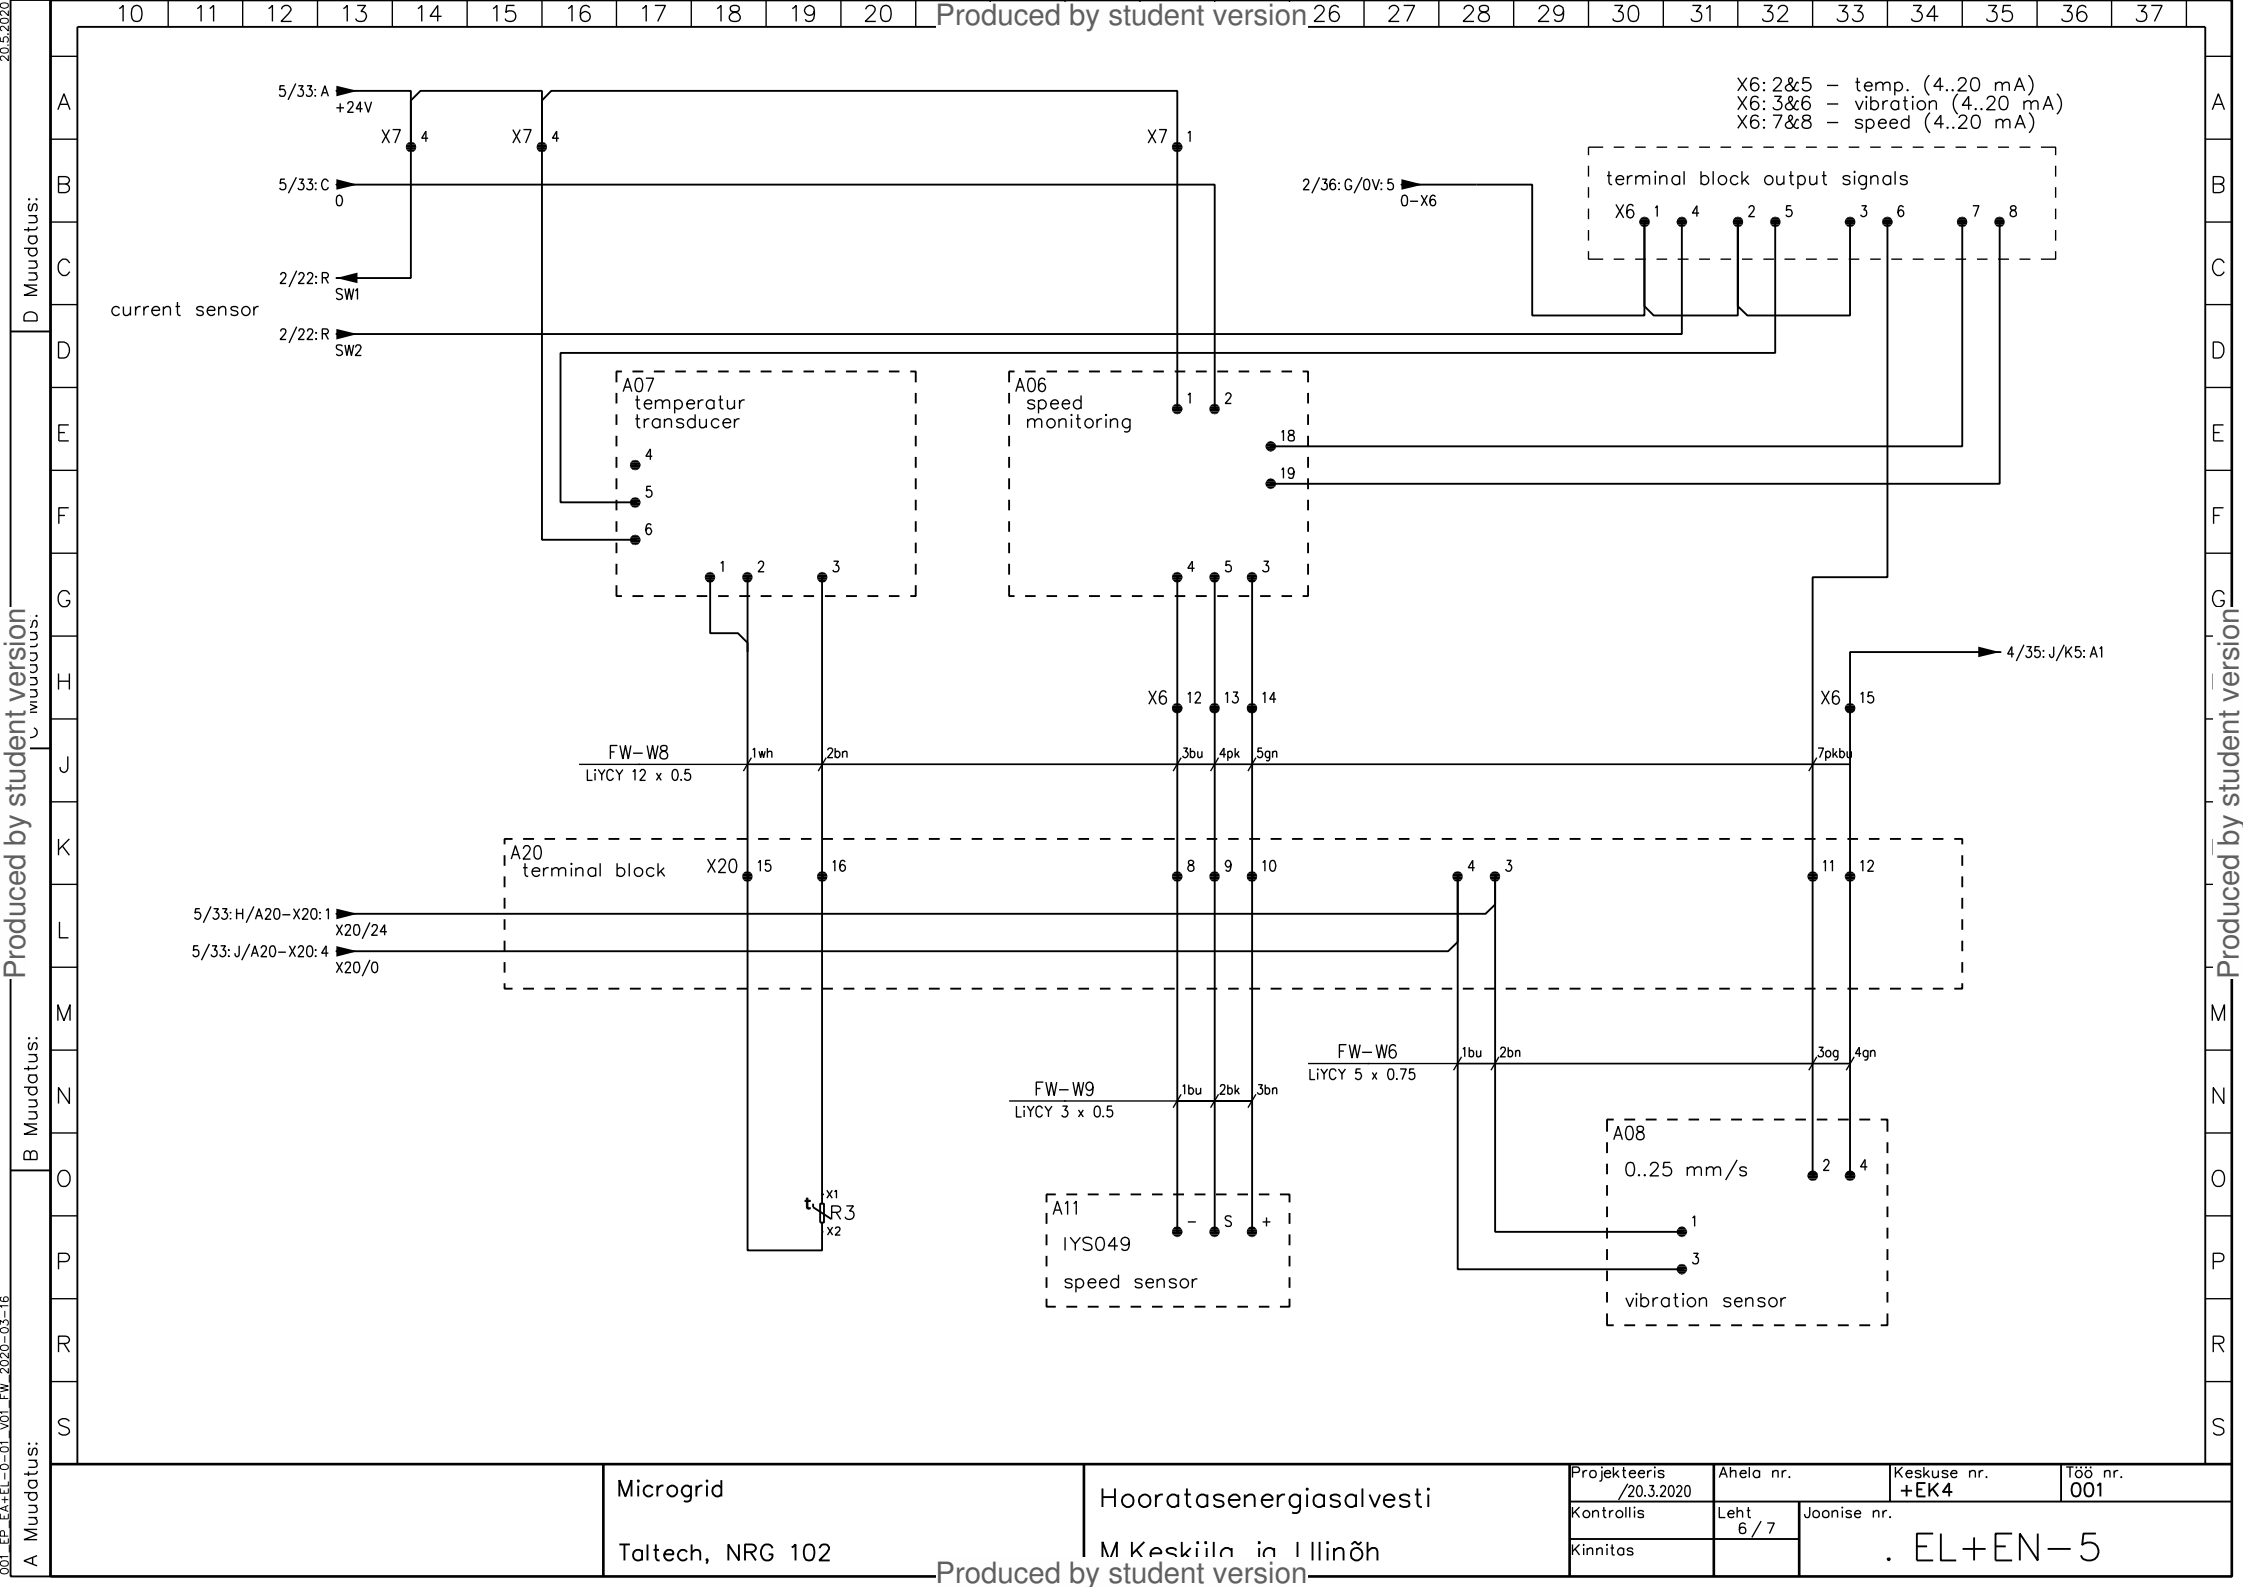 10 11 12 13 14 15 16 17 18 19 20 Produced by student version 26 27 28 29 30 31 32 33 34 35 36 37
20.5.2020
A A
B B
C C
D D
E E
F F
G G
H H
J J
K K
L L
M M
N N
O O
P P
R R
S S
D Muudatus:
B Muudatus:
A Muudatus:
Produced by student version
Produced by student version
001_EP_EA+EL-0-01_V01_FW_2020-03-16
5/33:A
+24V
X7 4
X7 4
X7 1
X6:2&5 – temp. (4..20 mA)
X6:3&6 – vibration (4..20 mA)
X6:7&8 – speed (4..20 mA)
5/33:C
0
2/36:G/0V:5
0-X6
terminal block output signals
X6 1 4 2 5 3 6 7 8
2/22:R
SW1
current sensor
2/22:R
SW2
A07
temperatur
transducer
4
5
6
1 2 3
A06
speed
monitoring
1 2
18
19
4 5 3
4/35:J/K5:A1
X6 12 13 14
X6 15
FW-W8
LiYCY 12 x 0.5
1wh 2bn 3bu 4pk 5gn 7pkbu
A20
terminal block
X20 15 16 8 9 10 4 3 11 12
5/33:H/A20-X20:1
X20/24
5/33:J/A20-X20:4
X20/0
FW-W6
LiYCY 5 x 0.75
1bu 2bn 3og 4gn
FW-W9
LiYCY 3 x 0.5
1bu 2bk 3bn
A08
0..25 mm/s
2 4
1
3
vibration sensor
t
X1
R3
X2
A11
- S +
IYS049
speed sensor
Microgrid
Taltech, NRG 102
Hooratasenergiasalvesti
M.Kesküla ja I.Ilinõh
Projekteeris
/20.3.2020
Ahela nr.
Keskuse nr.
+EK4
Töö nr.
001
Kontrollis
Leht
6/7
Joonise nr.
. EL+EN-5
Kinnitas
Produced by student version